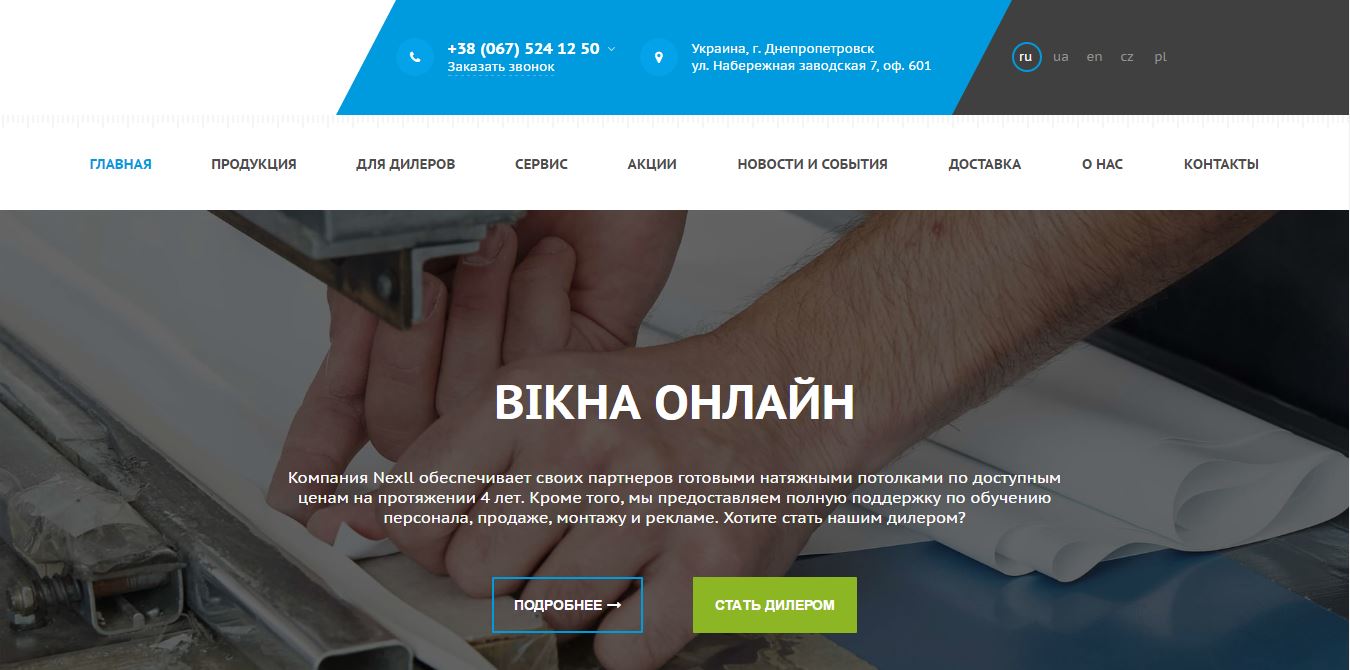 +38 (067) 524 12 50
Заказать звонок
Украина, г. Днепропетровск
ул. Набережная заводская 7, оф. 601
ru ua en cz pl
ГЛАВНАЯ ПРОДУКЦИЯ ДЛЯ ДИЛЕРОВ СЕРВИС АКЦИИ НОВОСТИ И СОБЫТИЯ ДОСТАВКА О НАС КОНТАКТЫ
ВІКНА ОНЛАЙН
Компания Nexll обеспечивает своих партнеров готовыми натяжными потолками по доступным
ценам на протяжении 4 лет. Кроме того, мы предоставляем полную поддержку по обучению
персонала, продаже, монтажу и рекламе. Хотите стать нашим дилером?
ПОДРОБНЕЕ → СТАТЬ ДИЛЕРОМ